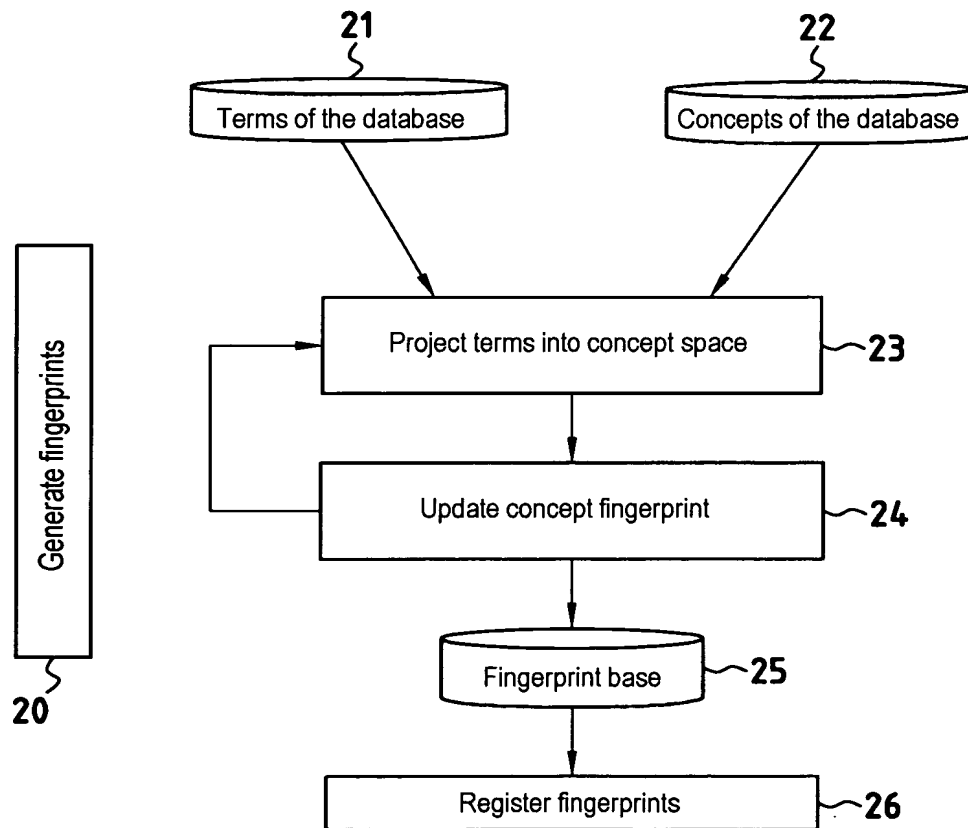 21
22
Terms of the database
Concepts of the database
Generate fingerprints
20
Project terms into concept space
23
Update concept fingerprint
24
Fingerprint base
25
Register fingerprints
26